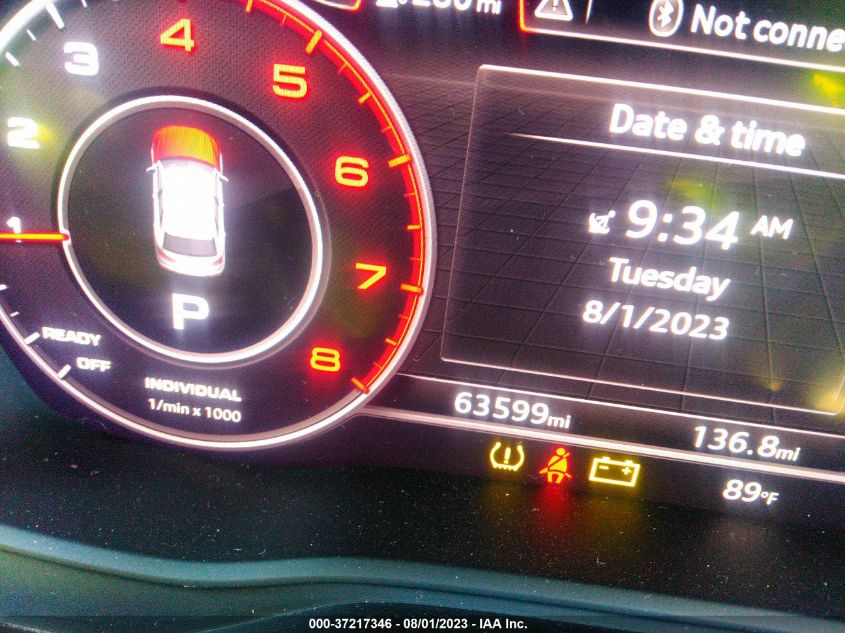 Not conne
Date & time
9:34 AM
Tuesday
8/1/2023
1
2
3
4
5
6
7
8
P
READY
OFF
INDIVIDUAL
1/min x 1000
63599mi
136.8mi
89°F
000-37217346 - 08/01/2023 - IAA Inc.